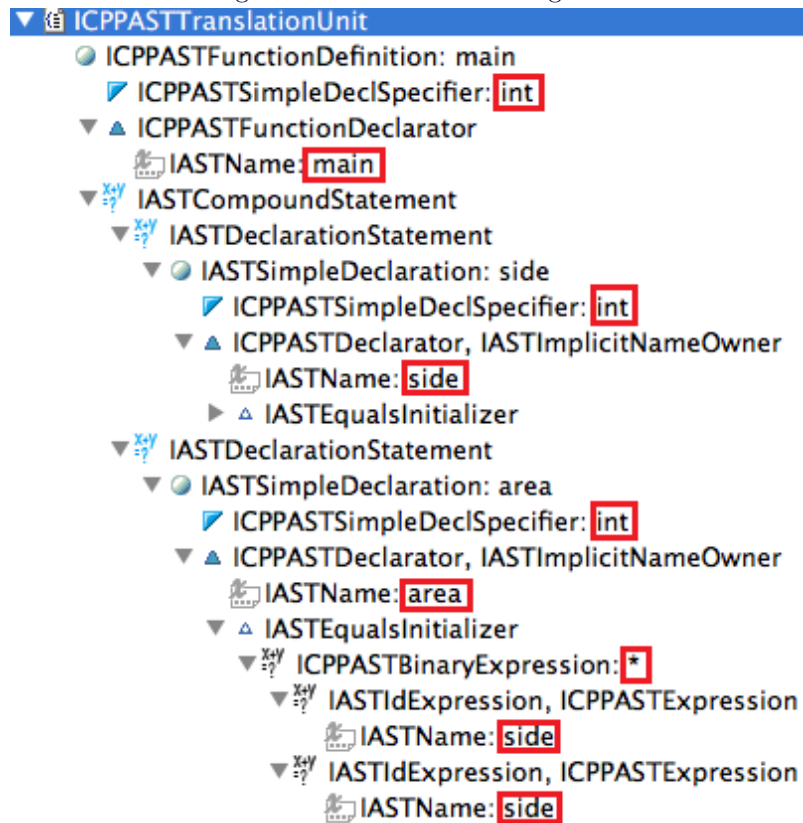 ICPPASTTranslationUnit
ICPPASTFunctionDefinition: main
ICPPASTSimpleDeclSpecifier: int
ICPPASTFunctionDeclarator
IASTName: main
IASTCompoundStatement
IASTDeclarationStatement
IASTSimpleDeclaration: side
ICPPASTSimpleDeclSpecifier: int
ICPPASTDeclarator, IASTImplicitNameOwner
IASTName: side
IASTEqualsInitializer
IASTDeclarationStatement
IASTSimpleDeclaration: area
ICPPASTSimpleDeclSpecifier: int
ICPPASTDeclarator, IASTImplicitNameOwner
IASTName: area
IASTEqualsInitializer
ICPPASTBinaryExpression: *
IASTIdExpression, ICPPASTExpression
IASTName: side
IASTIdExpression, ICPPASTExpression
IASTName: side